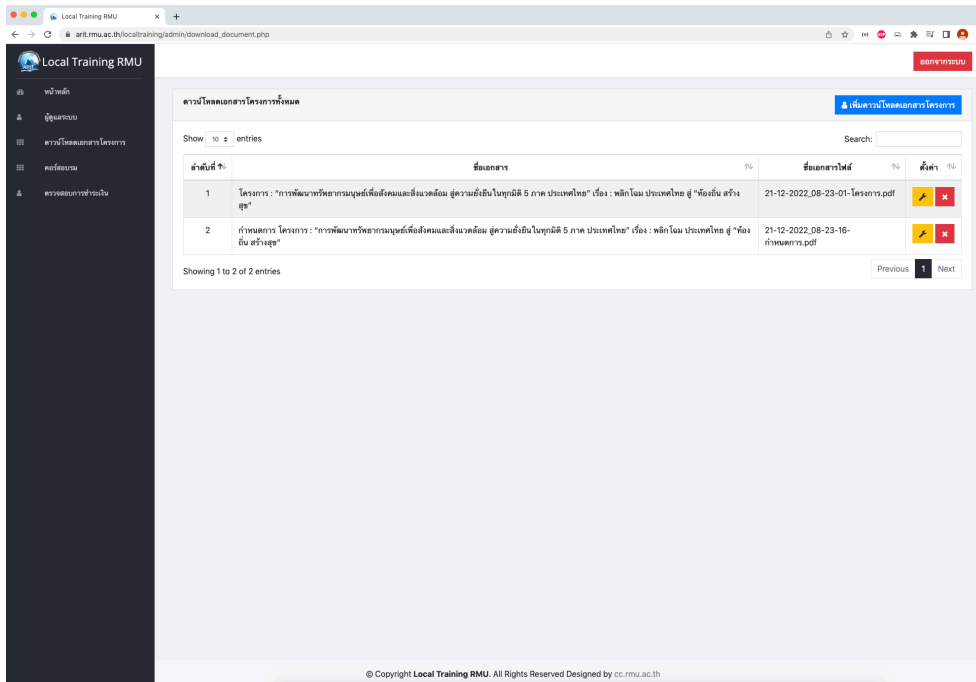 Local Training RMU
arit.rmu.ac.th/localtraining/admin/download_document.php
Local Training RMU
ออกจากระบบ
หน้าหลัก
ผู้ดูแลระบบ
ดาวน์โหลดเอกสารโครงการ
คอร์สอบรม
ตรวจสอบการชำระเงิน
ดาวน์โหลดเอกสารโครงการทั้งหมด
เพิ่มดาวน์โหลดเอกสารโครงการ
Show 10 entries
Search:
ลำดับที่ ชื่อเอกสาร ชื่อเอกสารไฟล์ ตั้งค่า
1 โครงการ : "การพัฒนาทรัพยากรมนุษย์เพื่อสังคมและสิ่งแวดล้อม สู่ความยั่งยืนในทุกมิติ 5 ภาค ประเทศไทย" เรื่อง : พลิกโฉม ประเทศไทย สู่ "ท้องถิ่น สร้าง
สุข"
21-12-2022_08-23-01-โครงการ.pdf
2 กำหนดการ โครงการ : "การพัฒนาทรัพยากรมนุษย์เพื่อสังคมและสิ่งแวดล้อม สู่ความยั่งยืนในทุกมิติ 5 ภาค ประเทศไทย" เรื่อง : พลิกโฉม ประเทศไทย สู่ "ท้อง
ถิ่น สร้างสุข"
21-12-2022_08-23-16-
กำหนดการ.pdf
Showing 1 to 2 of 2 entries
Previous 1 Next
© Copyright Local Training RMU. All Rights Reserved Designed by cc.rmu.ac.th